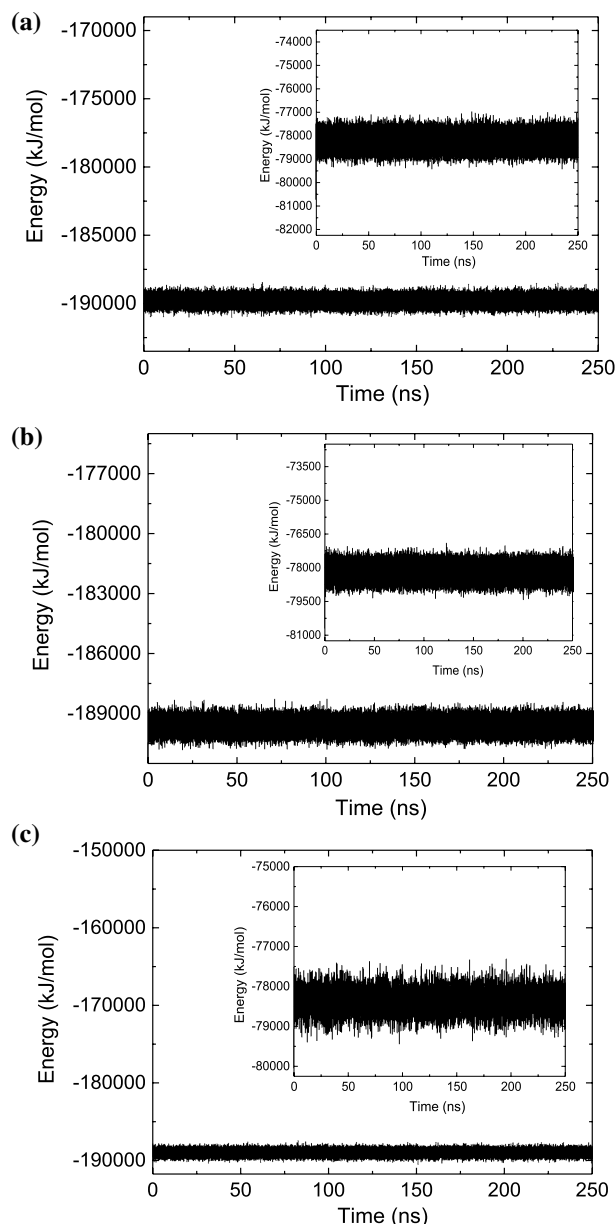 (a)
-170000
-175000
-180000
-185000
-190000
Energy (kJ/mol)
0 50 100 150 200 250
Time (ns)
-74000
-75000
-76000
-77000
-78000
-79000
-80000
-81000
-82000
Energy (kJ/mol)
0 50 100 150 200 250
Time (ns)
(b)
-177000
-180000
-183000
-186000
-189000
Energy (kJ/mol)
0 50 100 150 200 250
Time (ns)
-73500
-75000
-76500
-78000
-79500
-81000
Energy (kJ/mol)
0 50 100 150 200 250
Time (ns)
(c)
-150000
-160000
-170000
-180000
-190000
Energy (kJ/mol)
0 50 100 150 200 250
Time (ns)
-75000
-76000
-77000
-78000
-79000
-80000
Energy (kJ/mol)
0 50 100 150 200 250
Time (ns)